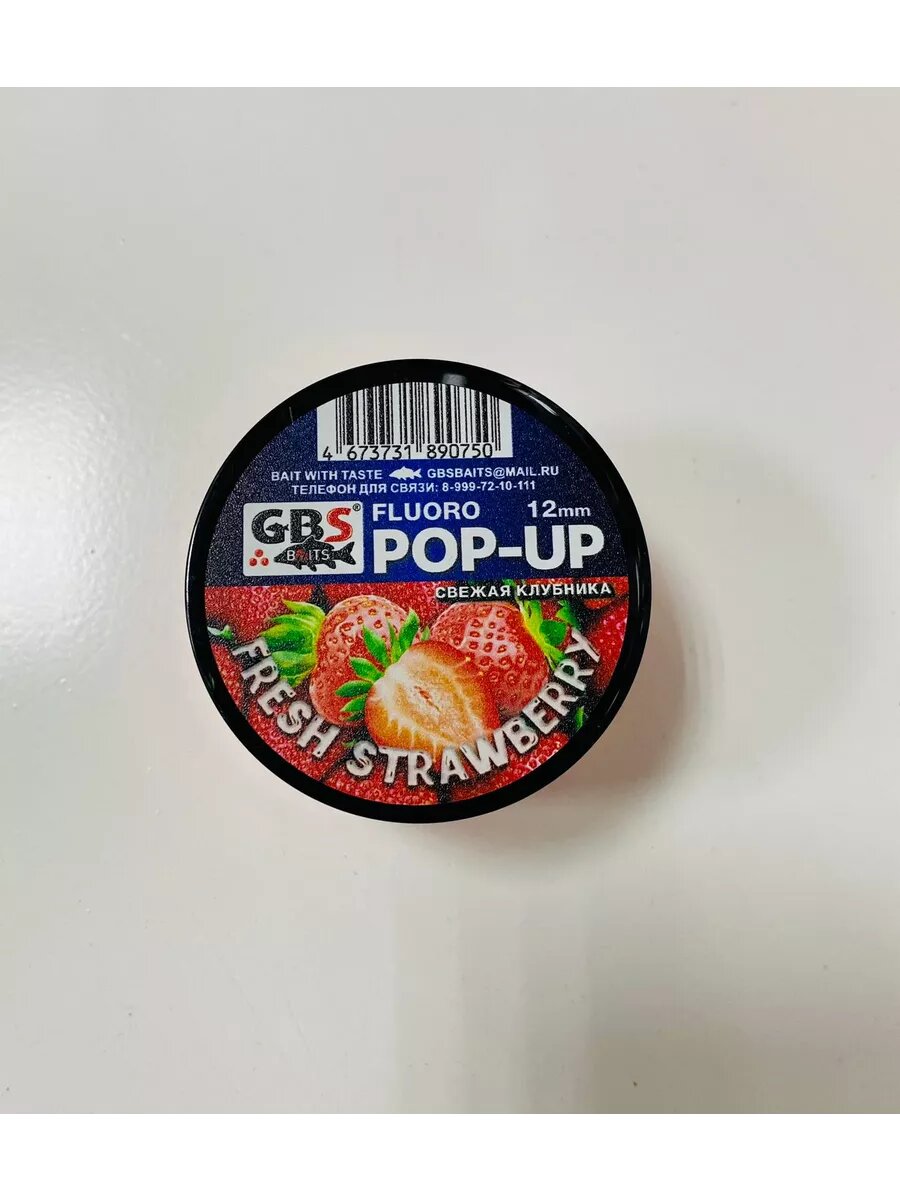 4 673731 890750
BAIT WITH TASTE GBSBAITS@MAIL.RU
ТЕЛЕФОН ДЛЯ СВЯЗИ: 8-999-72-10-111
GBS®
BAITS
FLUORO 12mm
POP-UP
СВЕЖАЯ КЛУБНИКА
FRESH STRAWBERRY